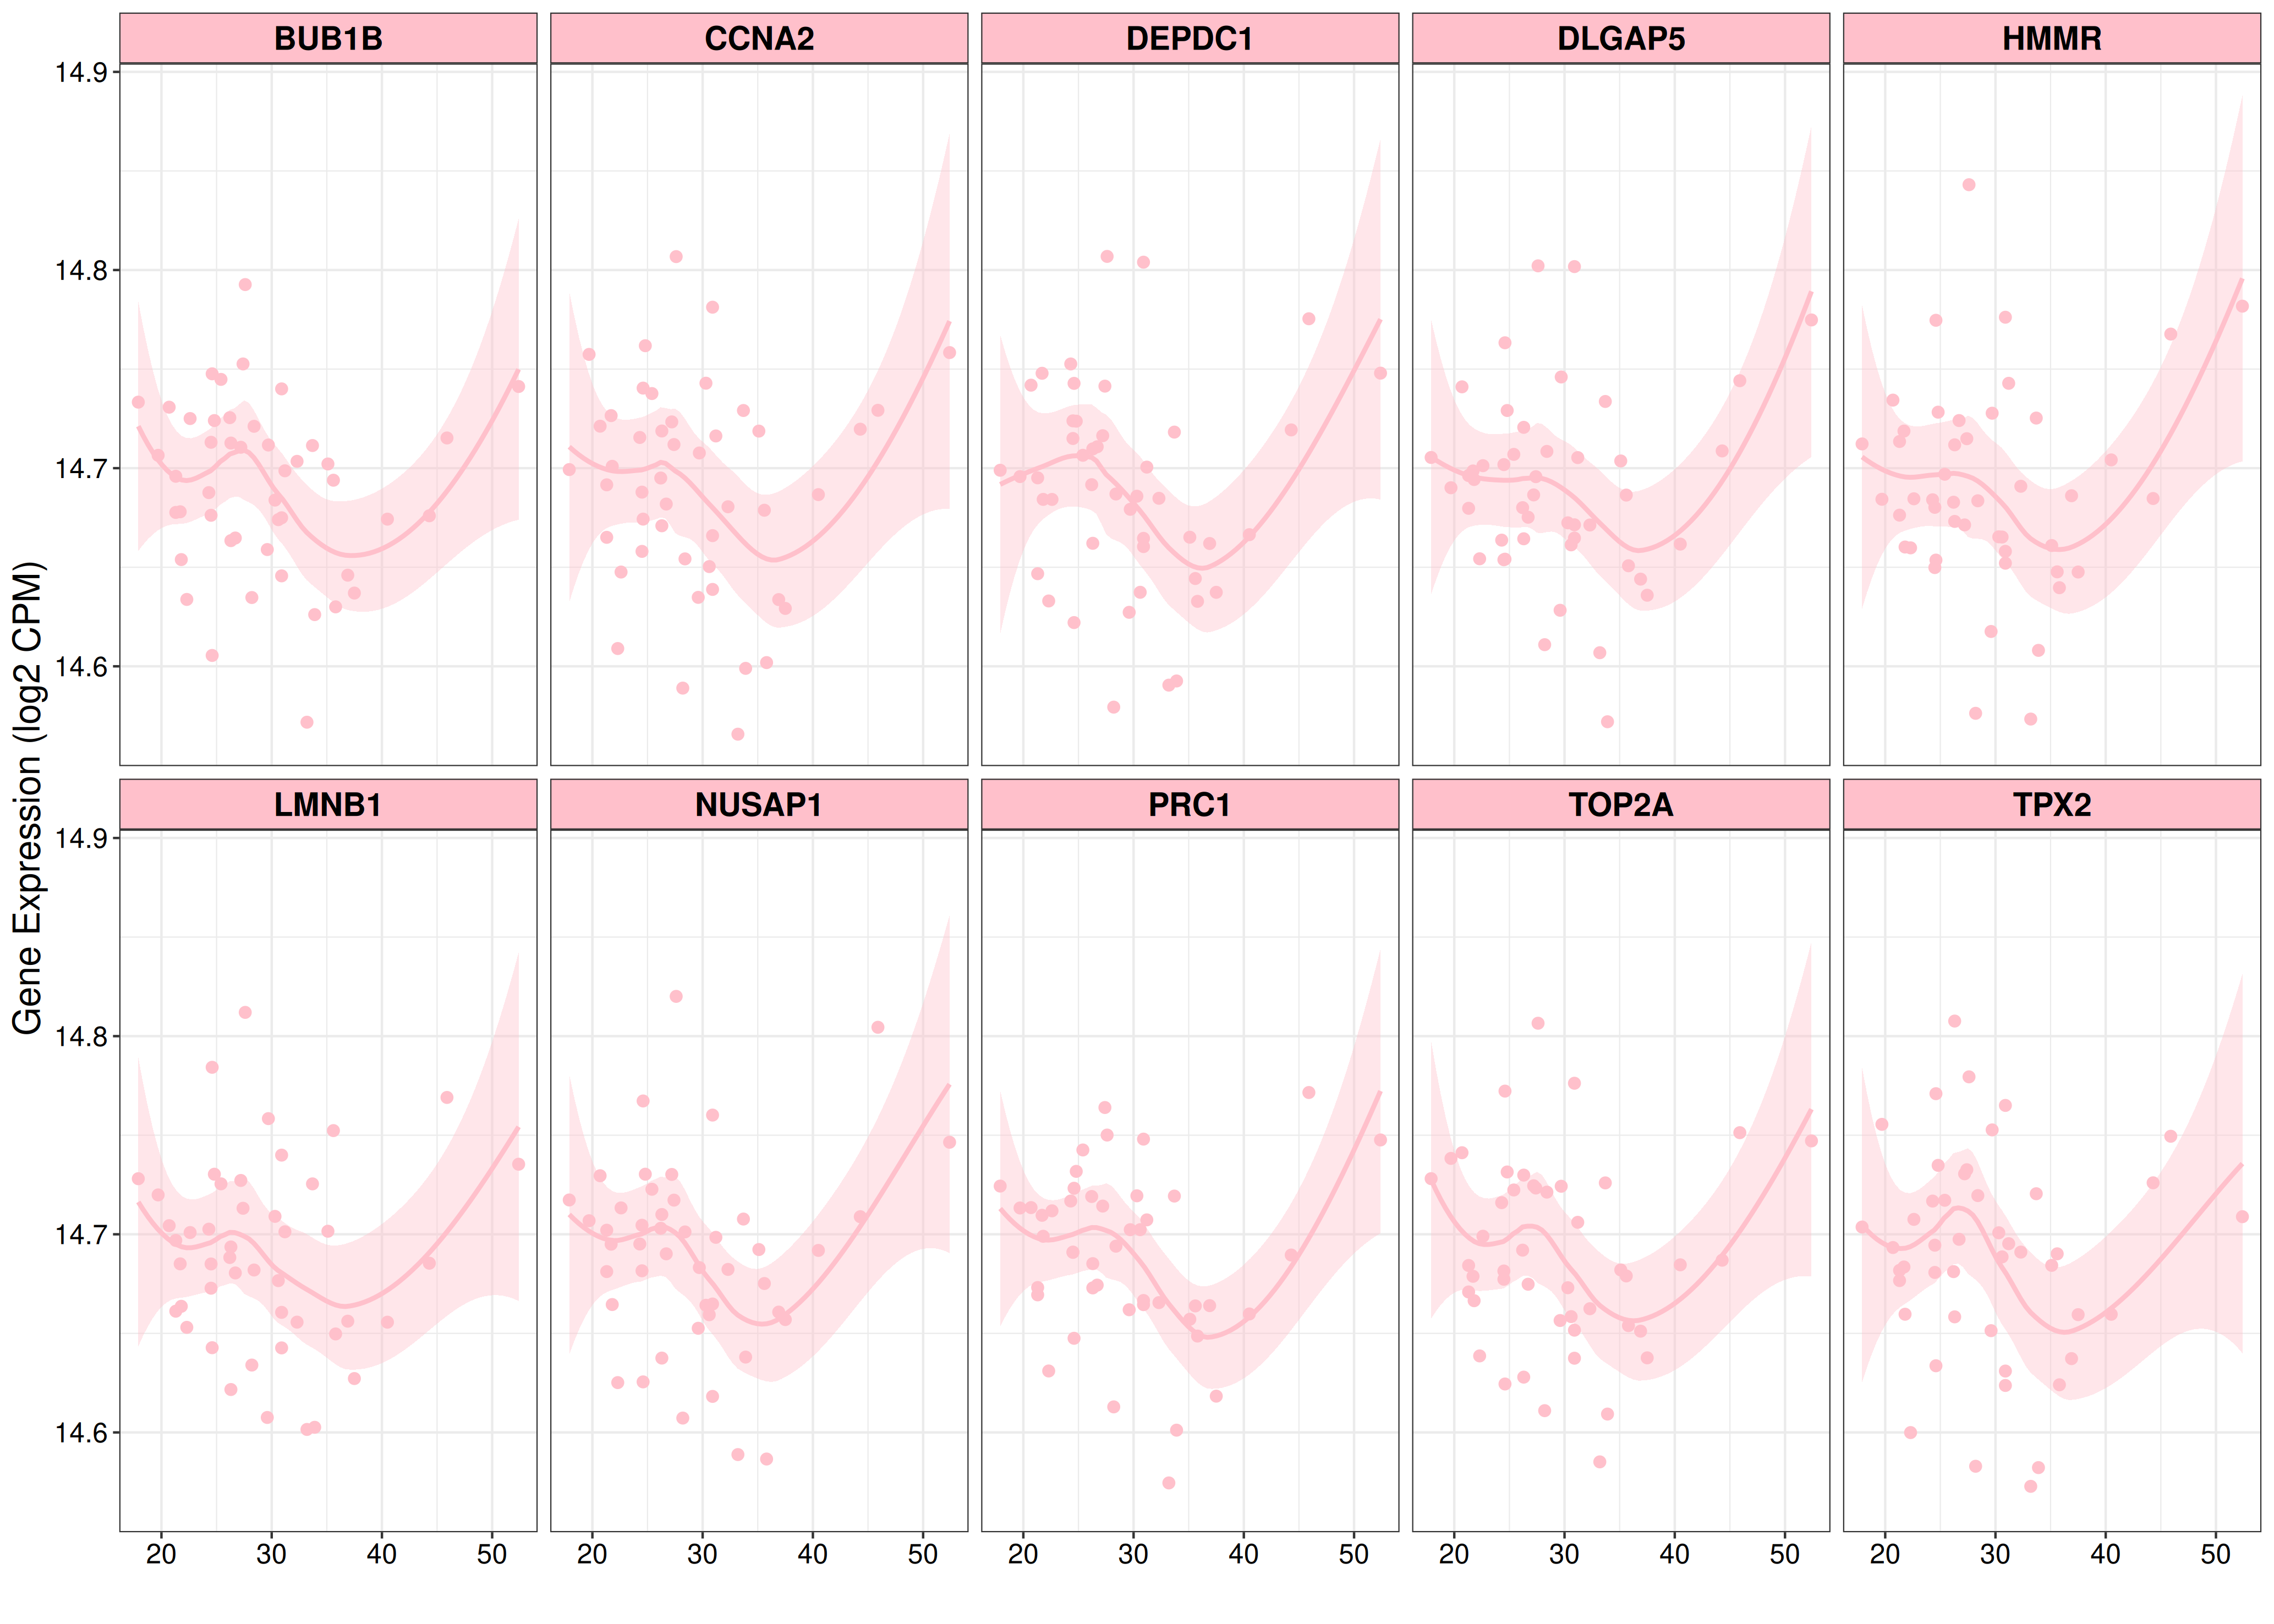 BUB1B CCNA2 DEPDC1 DLGAP5 HMMR
14.9
14.8
14.7
14.6
Gene Expression (log2 CPM)
LMNB1 NUSAP1 PRC1 TOP2A TPX2
14.9
14.8
14.7
14.6
20 30 40 50 20 30 40 50 20 30 40 50 20 30 40 50 20 30 40 50